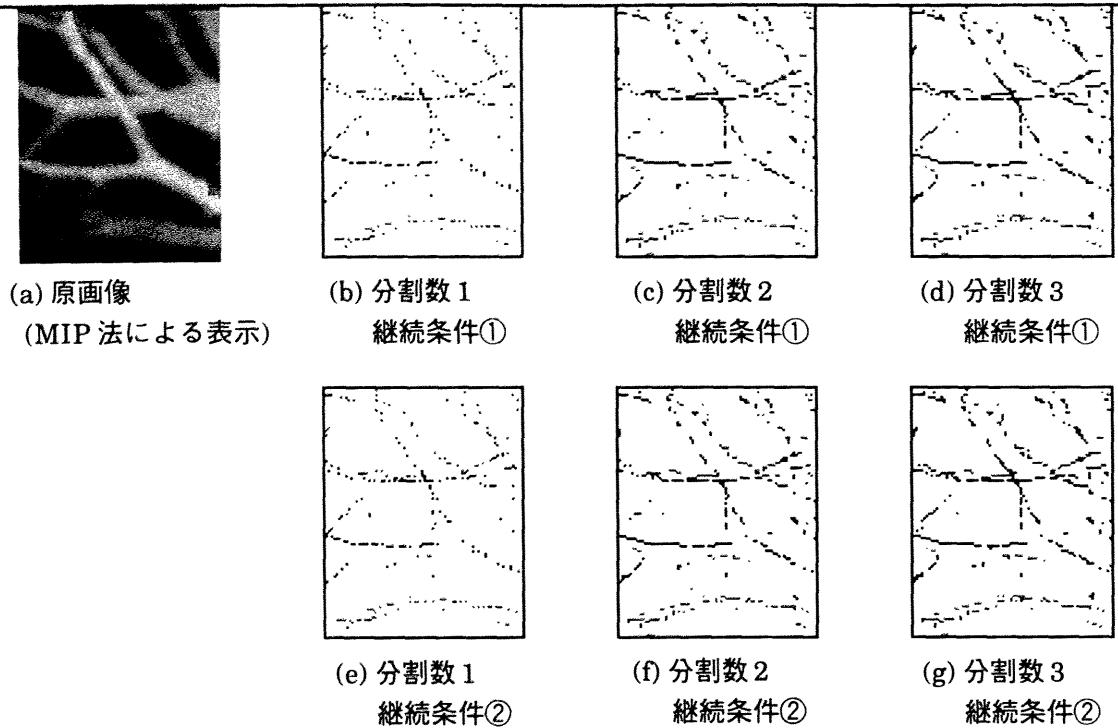 (a) 原画像
(MIP 法による表示)
(b) 分割数 1
継続条件①
(c) 分割数 2
継続条件①
(d) 分割数 3
継続条件①
(e) 分割数 1
継続条件②
(f) 分割数 2
継続条件②
(g) 分割数 3
継続条件②